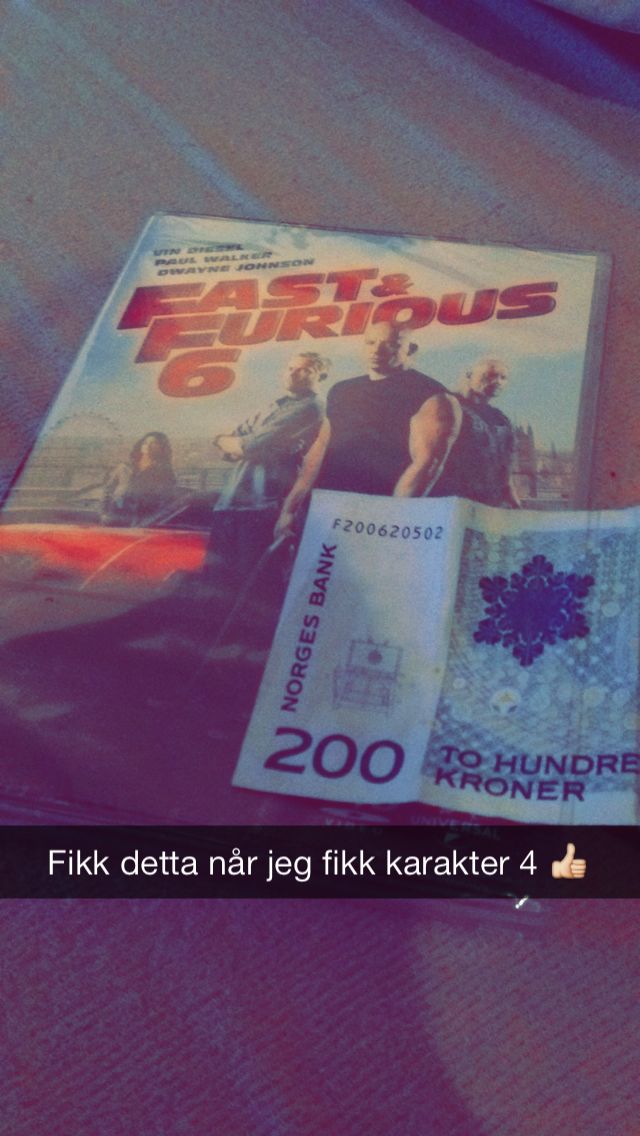 VIN DIESEL
PAUL WALKER
DWAYNE JOHNSON
FAST &
FURIOUS
6
F200620502
NORGES BANK
200
TO HUNDRE
KRONER
UNIVERSAL
Fikk detta når jeg fikk karakter 4 👍🏻